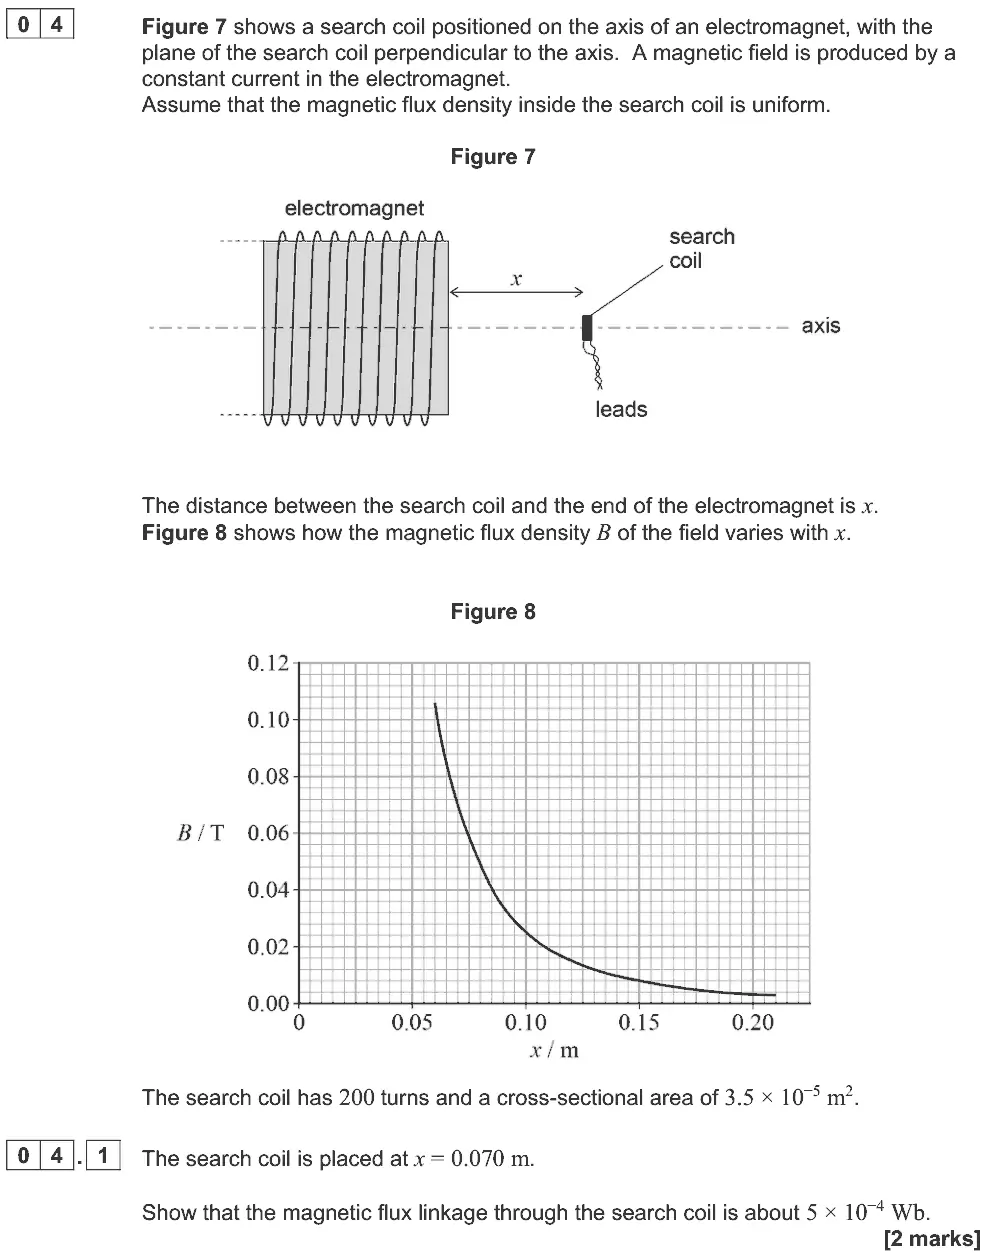 0 4
Figure 7 shows a search coil positioned on the axis of an electromagnet, with the
plane of the search coil perpendicular to the axis. A magnetic field is produced by a
constant current in the electromagnet.
Assume that the magnetic flux density inside the search coil is uniform.
Figure 7
electromagnet
search
coil
x
axis
leads
The distance between the search coil and the end of the electromagnet is x.
Figure 8 shows how the magnetic flux density B of the field varies with x.
Figure 8
0.12
0.10
0.08
B / T 0.06
0.04
0.02
0.00
0 0.05 0.10 0.15 0.20
x / m
The search coil has 200 turns and a cross-sectional area of 3.5 × 10⁻⁵ m².
0 4 . 1 The search coil is placed at x = 0.070 m.
Show that the magnetic flux linkage through the search coil is about 5 × 10⁻⁴ Wb.
[2 marks]